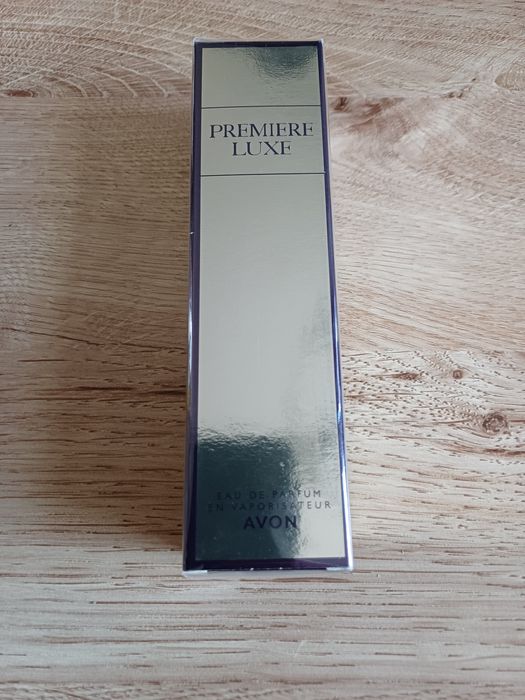 PREMIERE
LUXE
EAU DE PARFUM
EN VAPORISATEUR
AVON